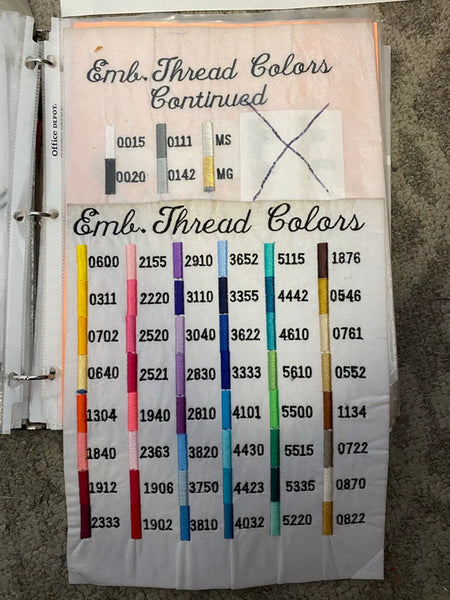 Office DEPOT
Emb. Thread Colors
Continued
0015 0111 MS
0020 0142 MG
Emb. Thread Colors
0600 2155 2910 3652 5115 1876
0311 2220 3110 3355 4442 0546
0702 2520 3040 3622 4610 0761
0640 2521 2830 3333 5610 0552
1304 1940 2810 4101 5500 1134
1840 2363 3820 4430 5515 0722
1912 1906 3750 4423 5335 0870
2333 1902 3810 4032 5220 0822